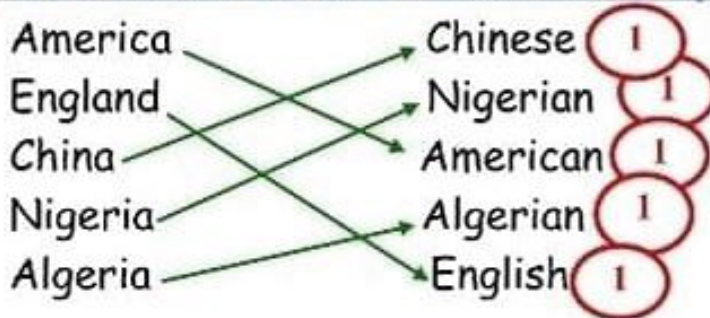 America Chinese 1
England Nigerian 1
China American 1
Nigeria Algerian 1
Algeria English 1